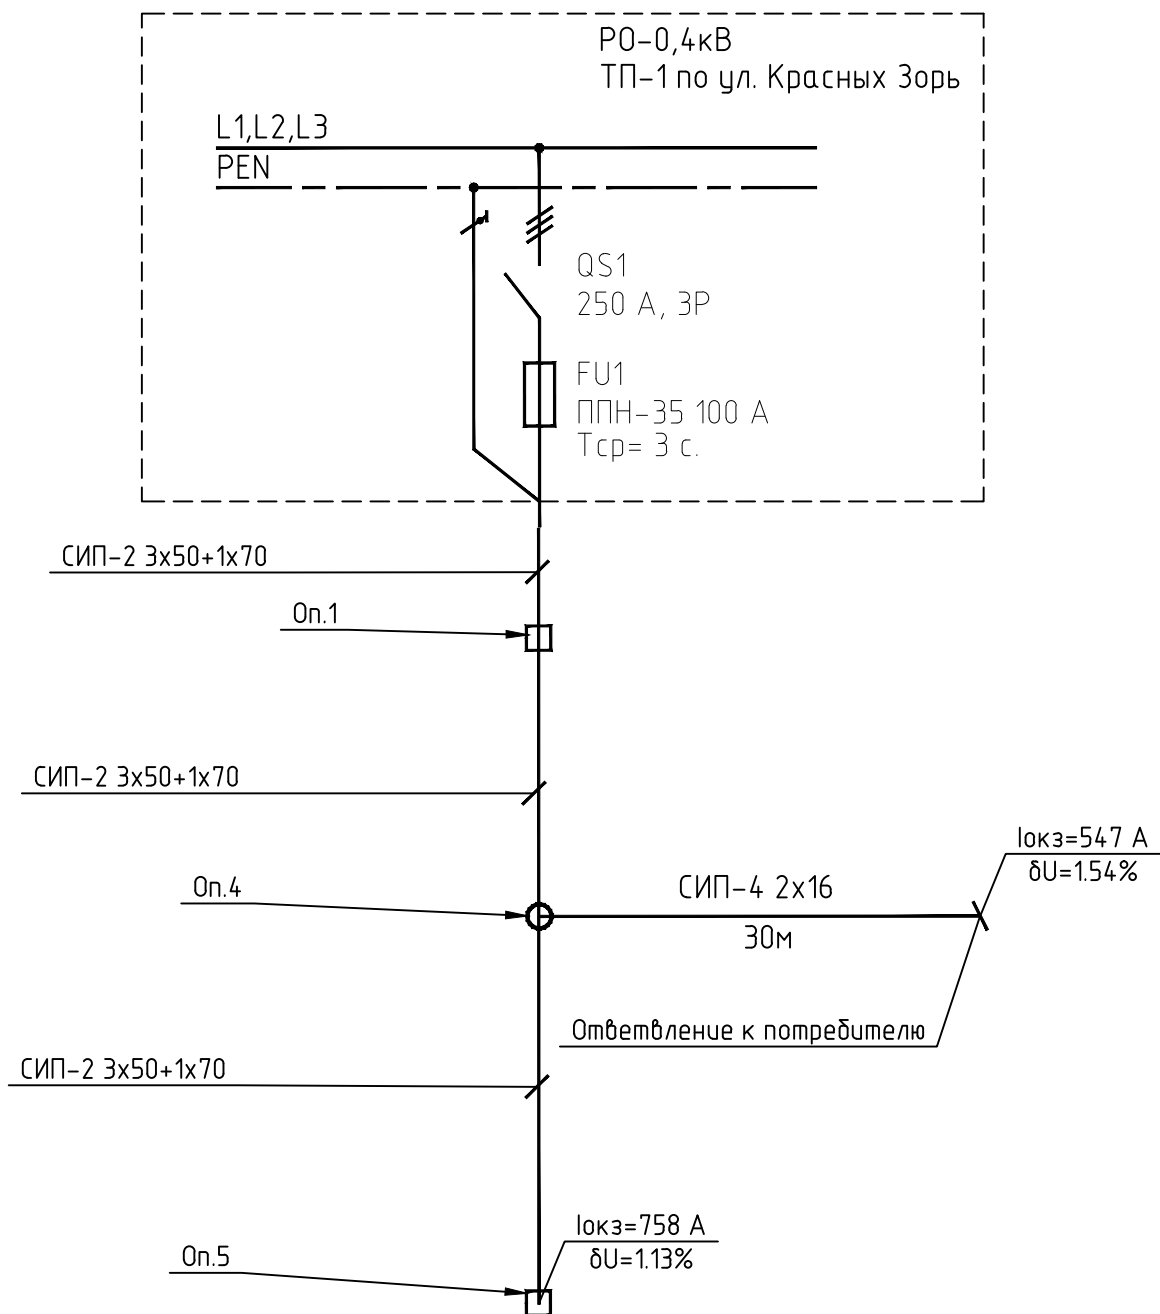 РО-0,4кВ
ТП-1 по ул. Красных Зорь
L1,L2,L3
PEN
QS1
250 А, 3P
FU1
ППН-35 100 А
Тср= 3 с.
СИП-2 3х50+1х70
Оп.1
СИП-2 3х50+1х70
Iокз=547 А
δU=1.54%
Оп.4
СИП-4 2х16
30м
Ответвление к потребителю
СИП-2 3х50+1х70
Iокз=758 А
δU=1.13%
Оп.5